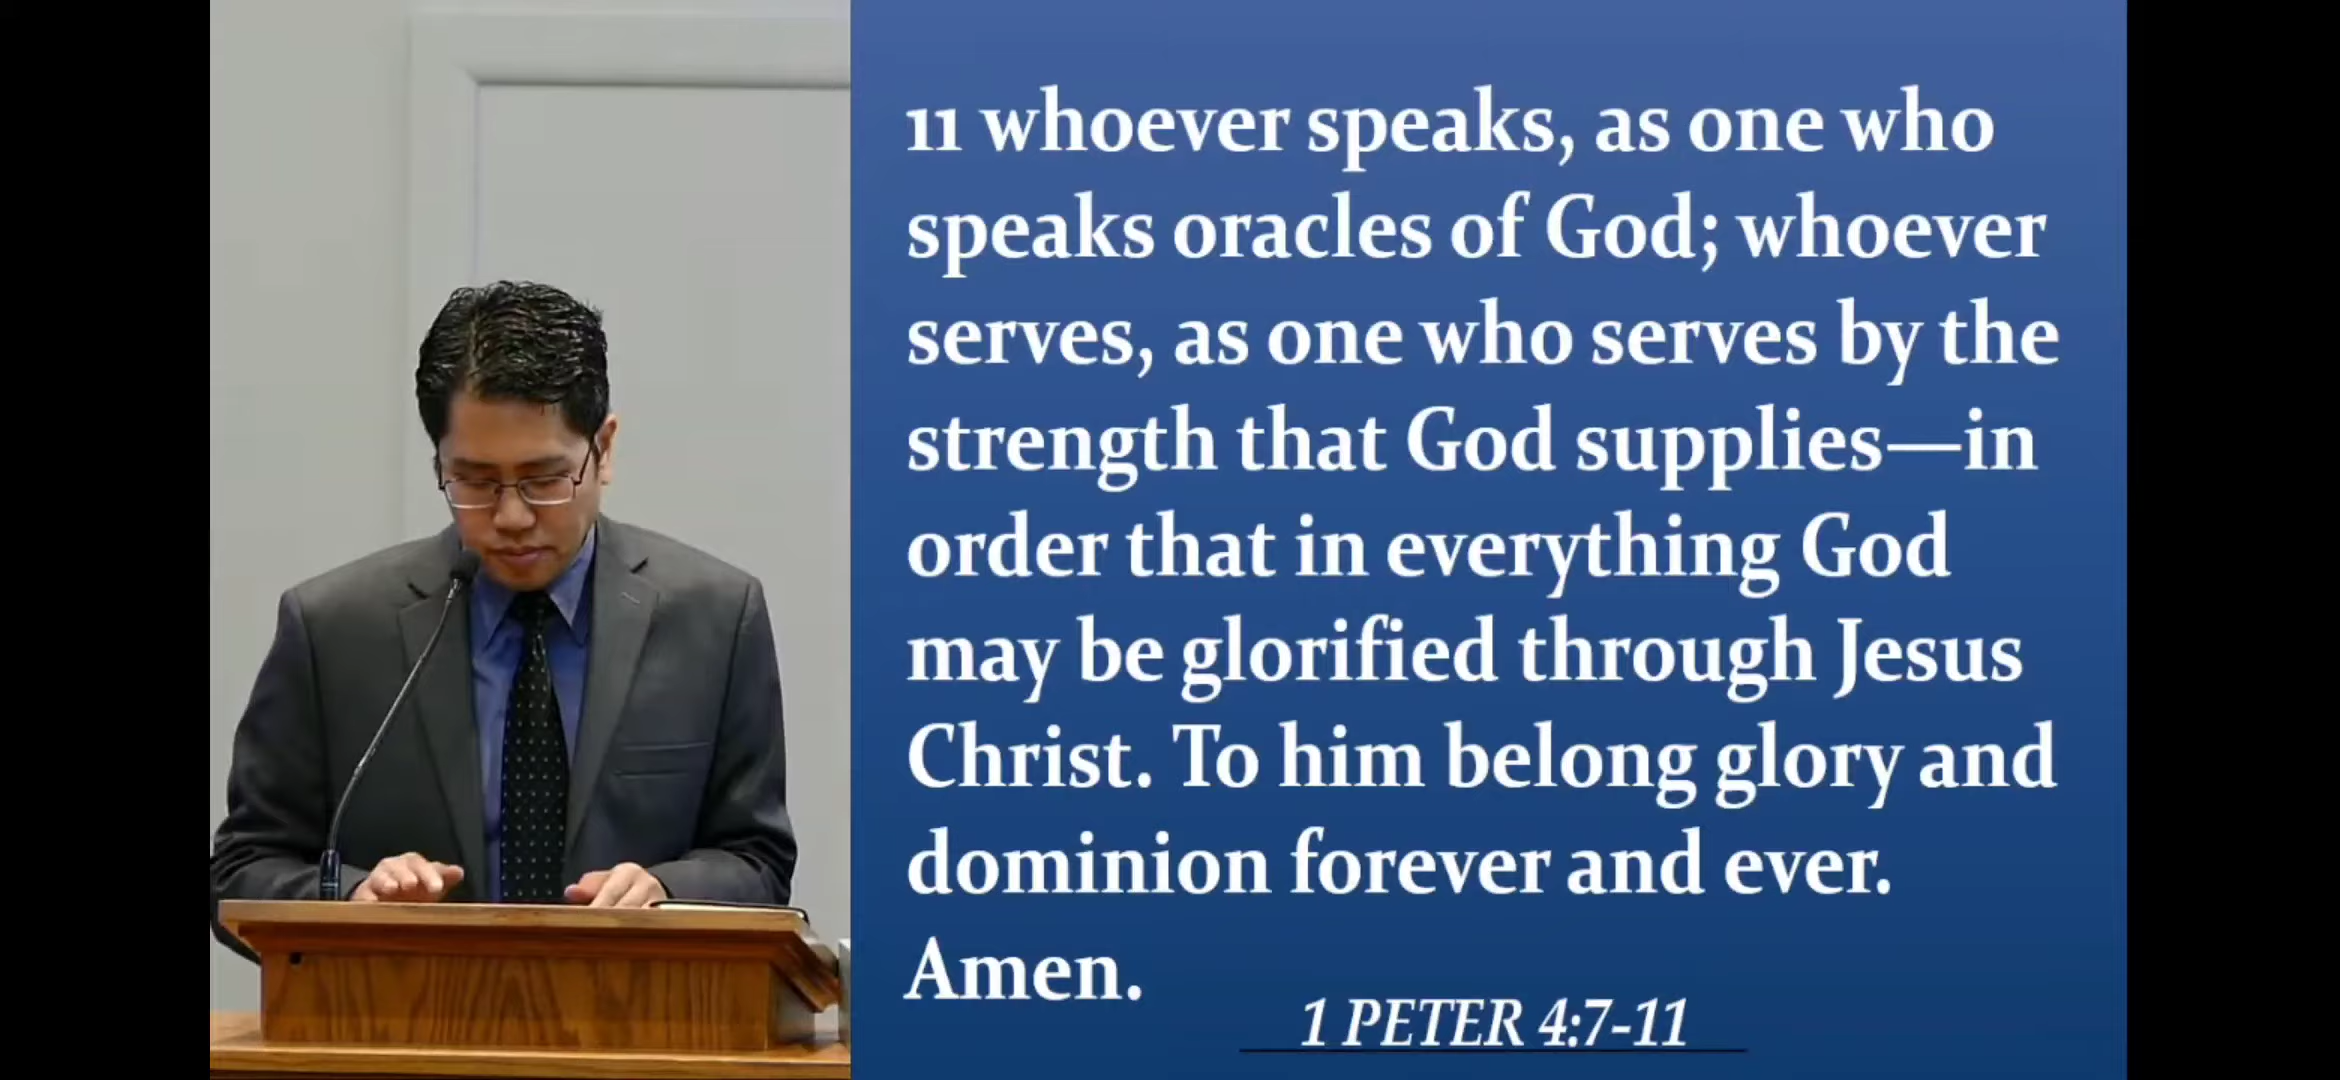 11 whoever speaks, as one who
speaks oracles of God; whoever
serves, as one who serves by the
strength that God supplies—in
order that in everything God
may be glorified through Jesus
Christ. To him belong glory and
dominion forever and ever.
Amen.
1 PETER 4:7-11